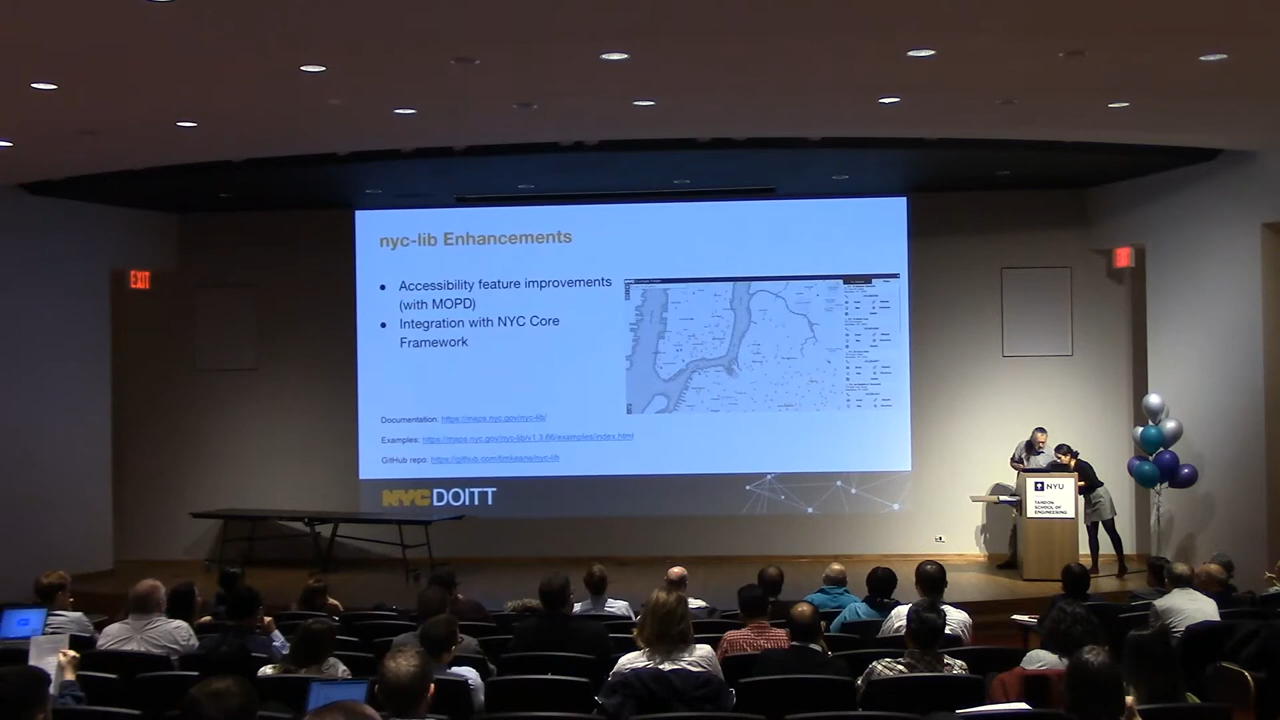 nyc-lib Enhancements
EXIT
● Accessibility feature improvements
(with MOPD)
● Integration with NYC Core
Framework
Documentation: https://maps.nyc.gov/nyc-lib/
Examples: https://maps.nyc.gov/nyc-lib/v1.3.66/examples/index.html
GitHub repo: https://github.com/timkeane/nyc-lib
NYC DOITT
NYU
TANDON
SCHOOL OF
ENGINEERING